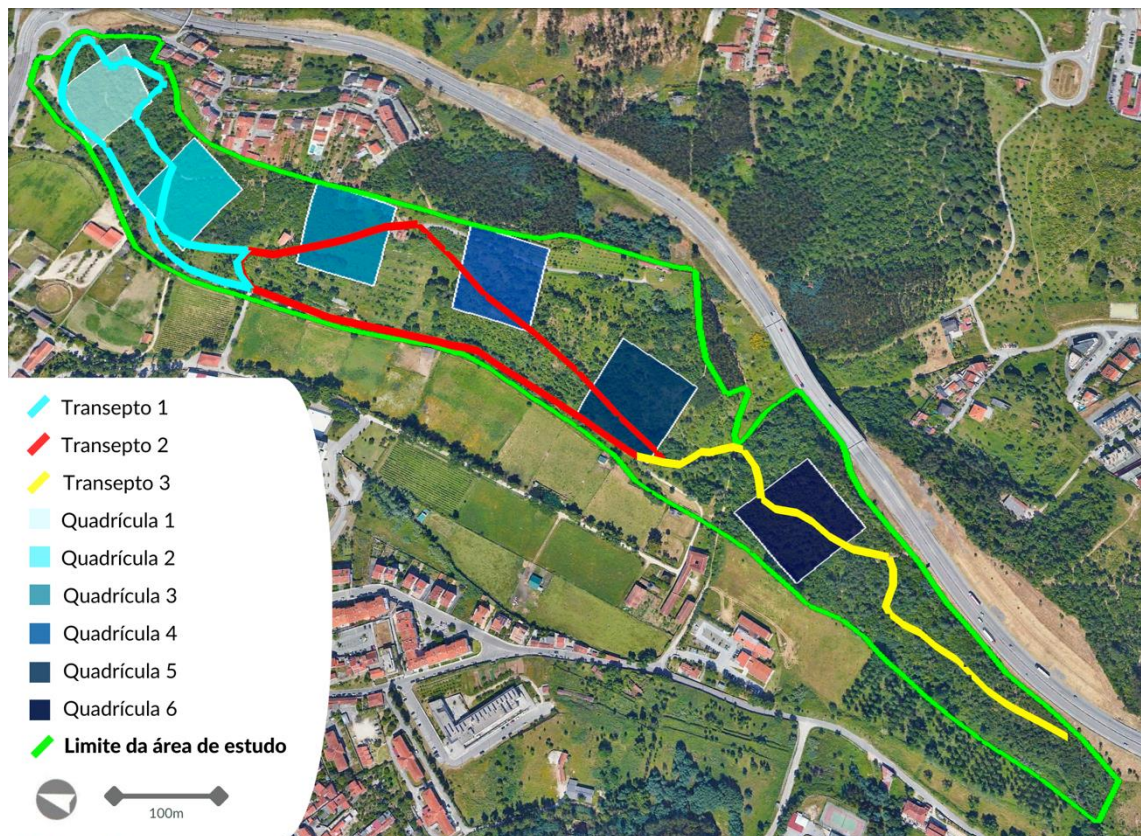 Transepto 1
Transepto 2
Transepto 3
Quadrícula 1
Quadrícula 2
Quadrícula 3
Quadrícula 4
Quadrícula 5
Quadrícula 6
Limite da área de estudo
100m